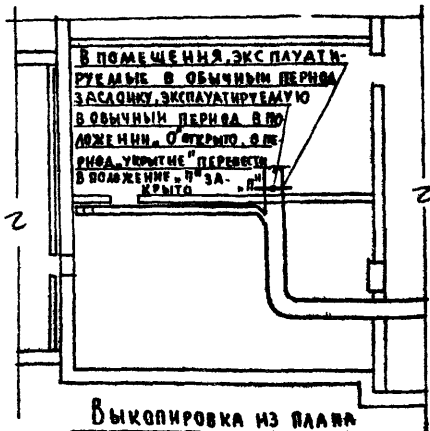 В ПОМЕЩЕНИЯ, ЭКСПЛУАТИ-
РУЕМЫЕ В ОБЫЧНЫЙ ПЕРИОД
ЗАСЛОНКУ, ЭКСПЛУАТИРУЕМУЮ
В ОБЫЧНЫЙ ПЕРИОД В ПО
ЛОЖЕНИИ „О" ОТКРЫТО, В ПЕ
РИОД „УКРЫТИЕ" ПЕРЕВЕСТИ
В ПОЛОЖЕНИЕ „П" ЗА-
КРЫТО
„П"
ВЫКОПИРОВКА ИЗ ПЛАНА